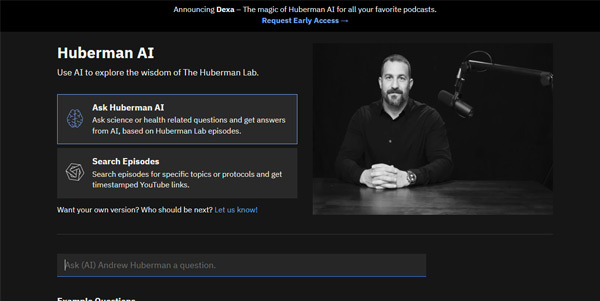 Announcing Dexa – The magic of Huberman AI for all your favorite podcasts.
Request Early Access →
Huberman AI
Use AI to explore the wisdom of The Huberman Lab.
Ask Huberman AI
Ask science or health related questions and get answers
from AI, based on Huberman Lab episodes.
Search Episodes
Search episodes for specific topics or protocols and get
timestamped YouTube links.
Want your own version? Who should be next? Let us know!
Ask (AI) Andrew Huberman a question.
Example Questions